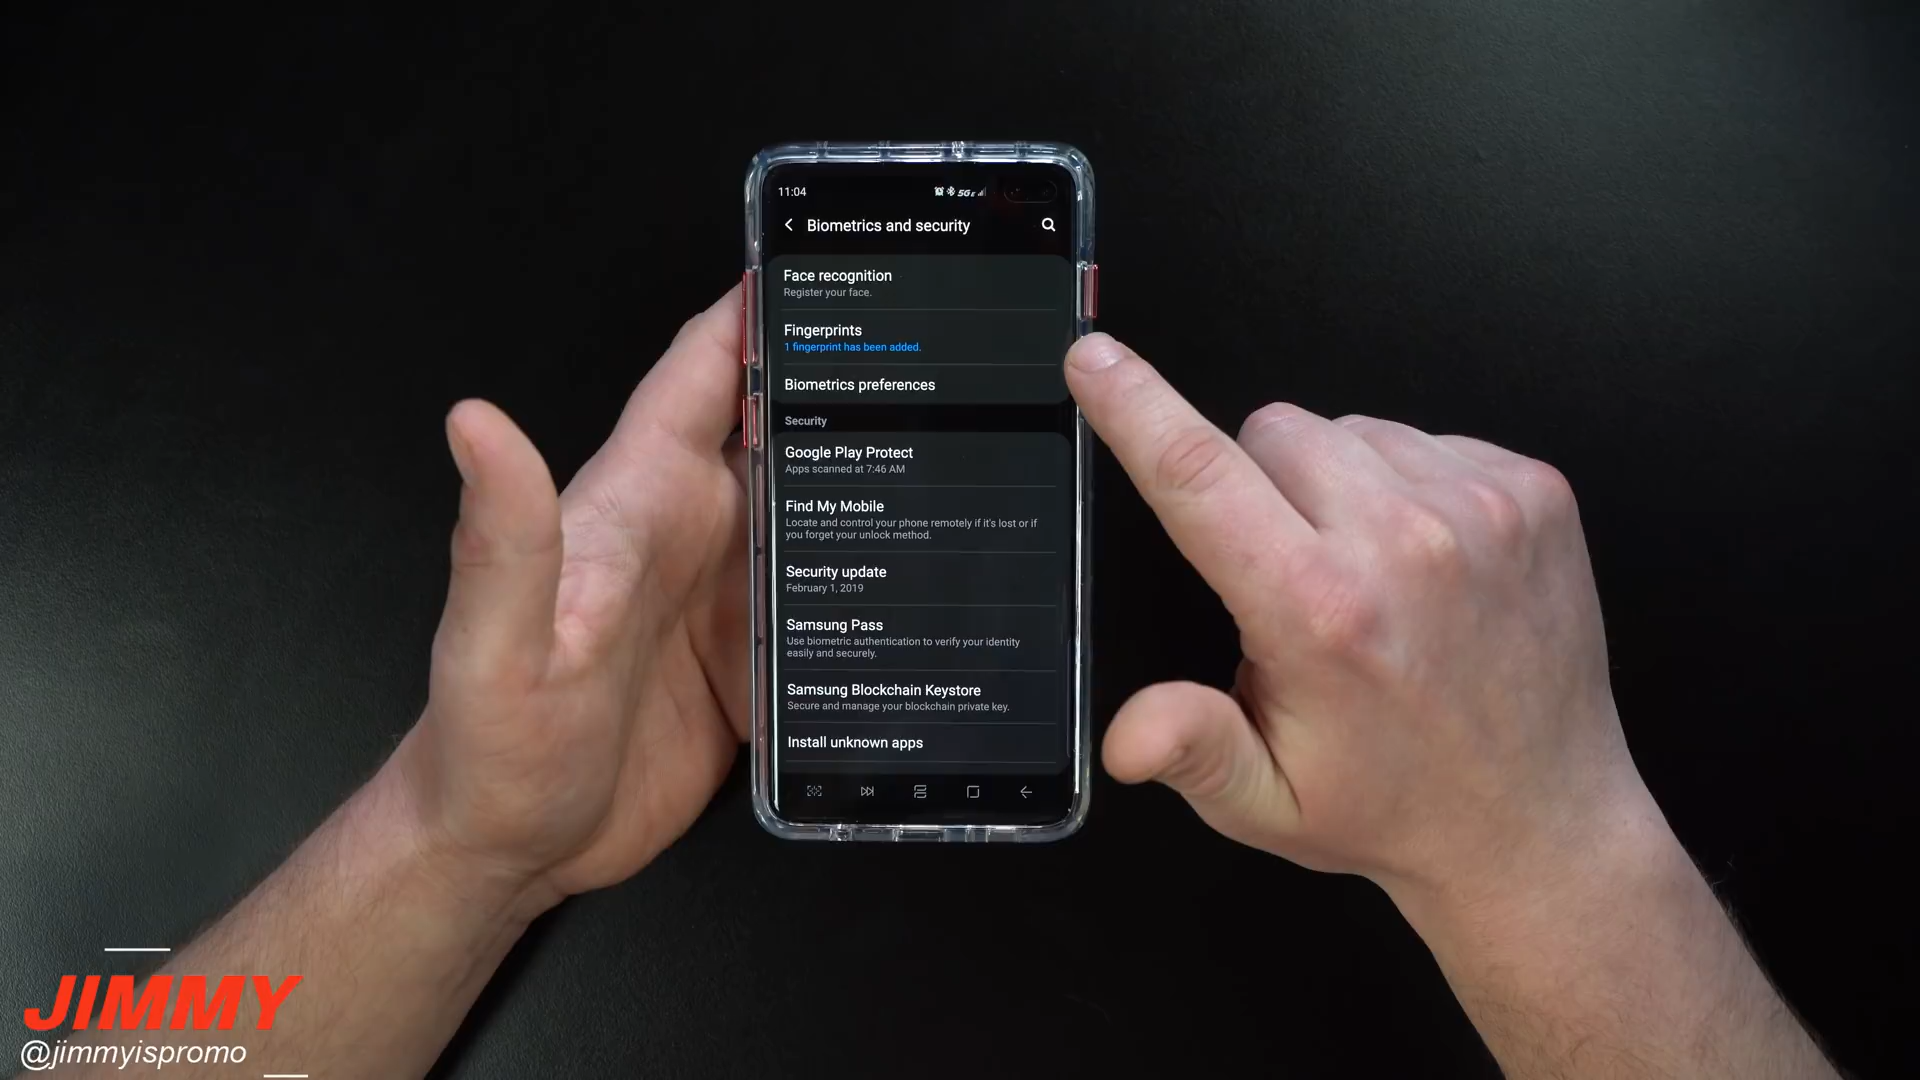 11:04
5G E
Biometrics and security
Face recognition
Register your face.
Fingerprints
1 fingerprint has been added.
Biometrics preferences
Security
Google Play Protect
Apps scanned at 7:46 AM
Find My Mobile
Locate and control your phone remotely if it's lost or if
you forget your unlock method.
Security update
February 1, 2019
Samsung Pass
Use biometric authentication to verify your identity
easily and securely.
Samsung Blockchain Keystore
Secure and manage your blockchain private key.
Install unknown apps
JIMMY
@jimmyispromo